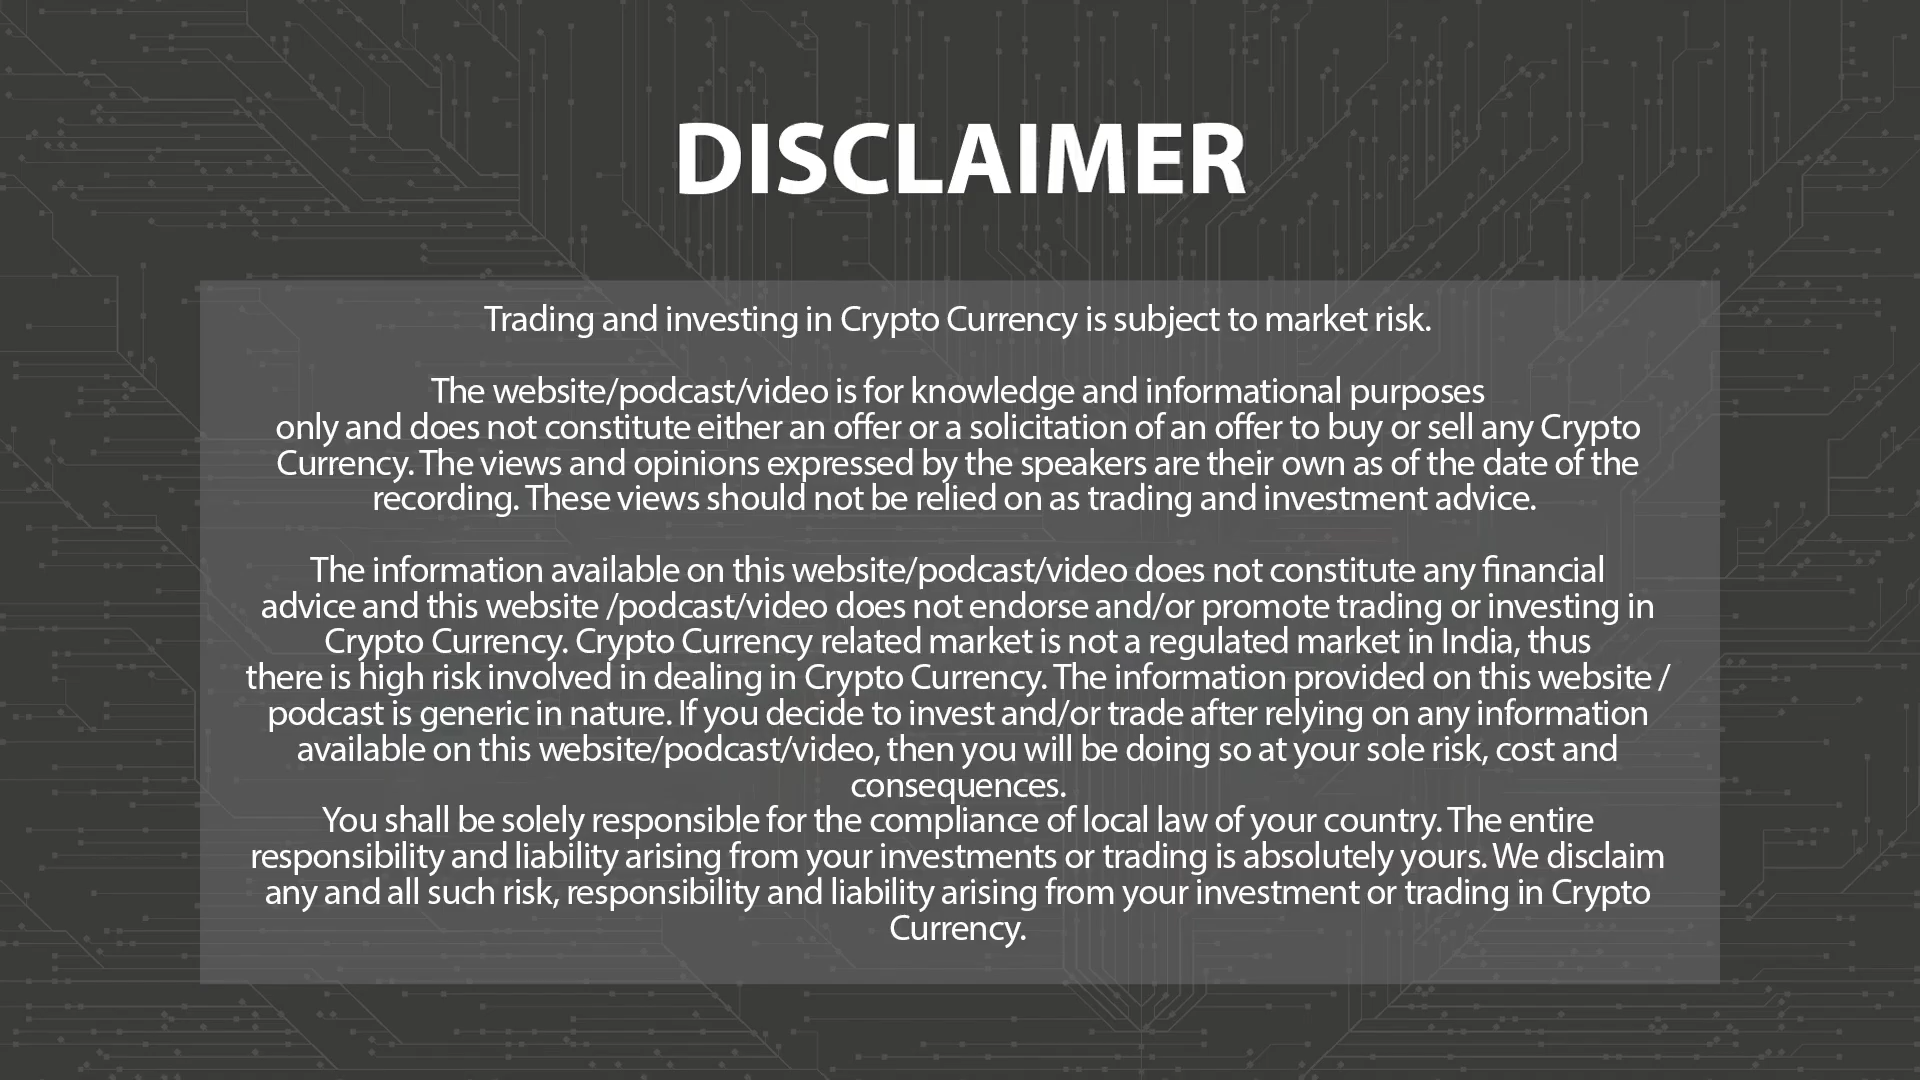 DISCLAIMER
Trading and investing in Crypto Currency is subject to market risk.
The website/podcast/video is for knowledge and informational purposes
only and does not constitute either an offer or a solicitation of an offer to buy or sell any Crypto
Currency. The views and opinions expressed by the speakers are their own as of the date of the
recording. These views should not be relied on as trading and investment advice.
The information available on this website/podcast/video does not constitute any financial
advice and this website /podcast/video does not endorse and/or promote trading or investing in
Crypto Currency. Crypto Currency related market is not a regulated market in India, thus
there is high risk involved in dealing in Crypto Currency. The information provided on this website /
podcast is generic in nature. If you decide to invest and/or trade after relying on any information
available on this website/podcast/video, then you will be doing so at your sole risk, cost and
consequences.
You shall be solely responsible for the compliance of local law of your country. The entire
responsibility and liability arising from your investments or trading is absolutely yours. We disclaim
any and all such risk, responsibility and liability arising from your investment or trading in Crypto
Currency.